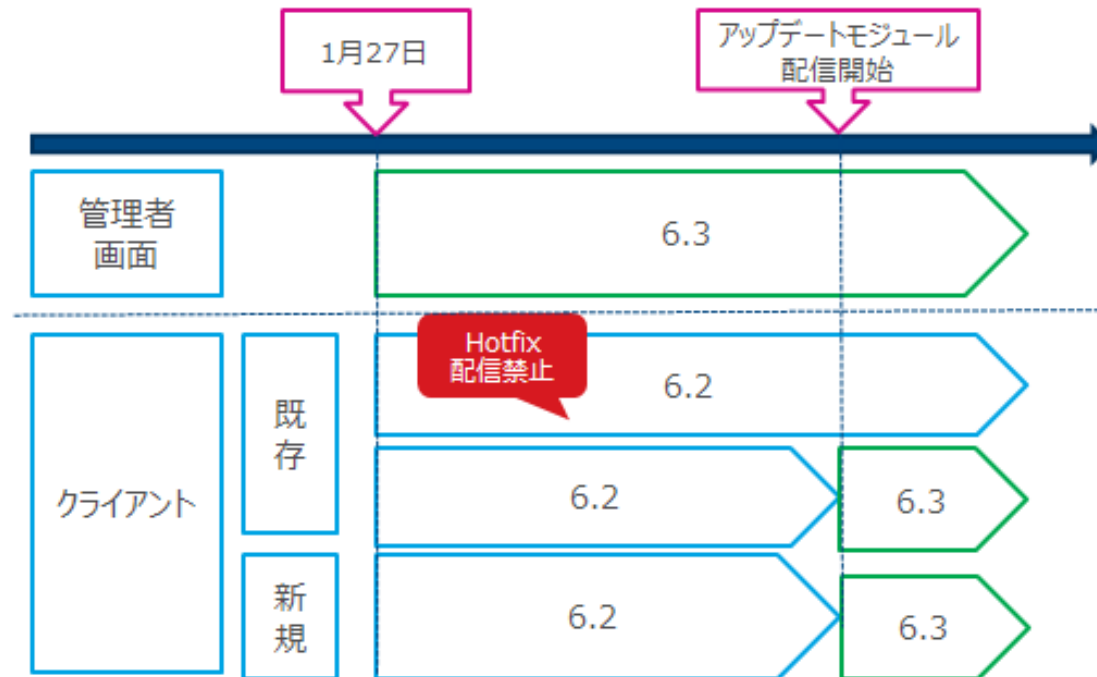 1月27日
アップデートモジュール
配信開始
管理者
画面
6.3
クライアント
既
存
Hotfix
配信禁止
6.2
6.2
6.3
新
規
6.2
6.3